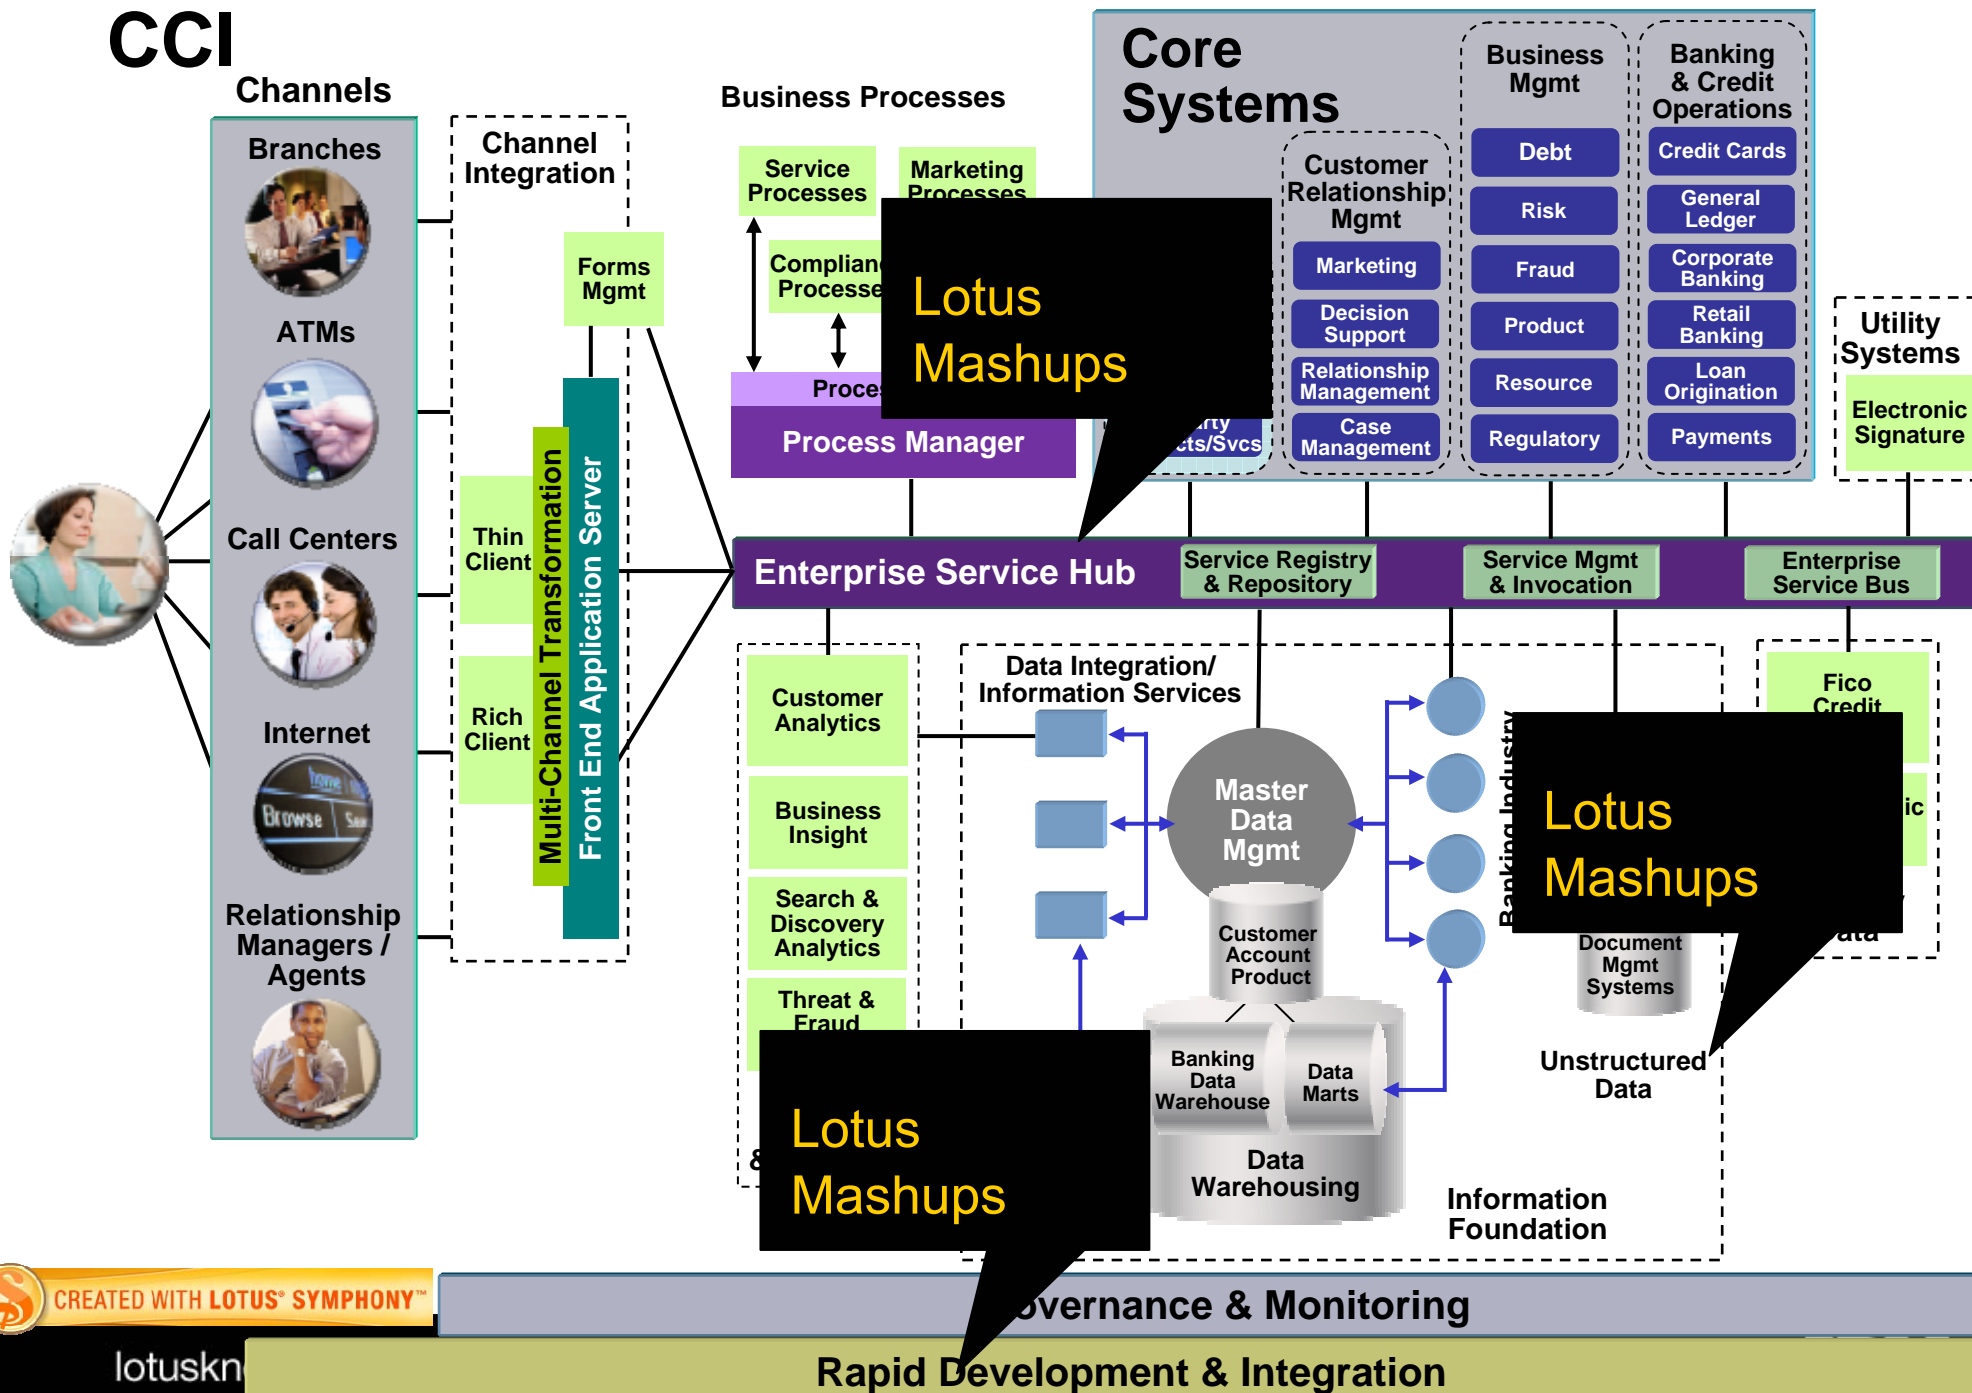 CCI
Channels
Branches
ATMs
Call Centers
Internet
Browse
Relationship
Managers /
Agents
Channel
Integration
Forms
Mgmt
Thin
Client
Rich
Client
Multi-Channel Transformation
Front End Application Server
Business Processes
Service
Processes
Marketing
Processes
Process Manager
Lotus
Mashups
Core
Systems
Customer
Relationship
Mgmt
Marketing
Decision
Support
Relationship
Management
Case
Management
Business
Mgmt
Debt
Risk
Fraud
Product
Resource
Regulatory
Banking
& Credit
Operations
Credit Cards
General
Ledger
Corporate
Banking
Retail
Banking
Loan
Origination
Payments
Utility
Systems
Electronic
Signature
Enterprise Service Hub
Service Registry
& Repository
Service Mgmt
& Invocation
Enterprise
Service Bus
Customer
Analytics
Business
Insight
Search &
Discovery
Analytics
Threat &
Fraud
&
Lotus
Mashups
Data Integration/
Information Services
Master
Data
Mgmt
Customer
Account
Product
Banking
Data
Warehouse
Data
Marts
Data
Warehousing
Banking Industry
Fico
Credit
Lotus
Mashups
Document
Mgmt
Systems
Unstructured
Data
Information
Foundation
CREATED WITH LOTUS® SYMPHONY™
& Monitoring
Rapid Development & Integration